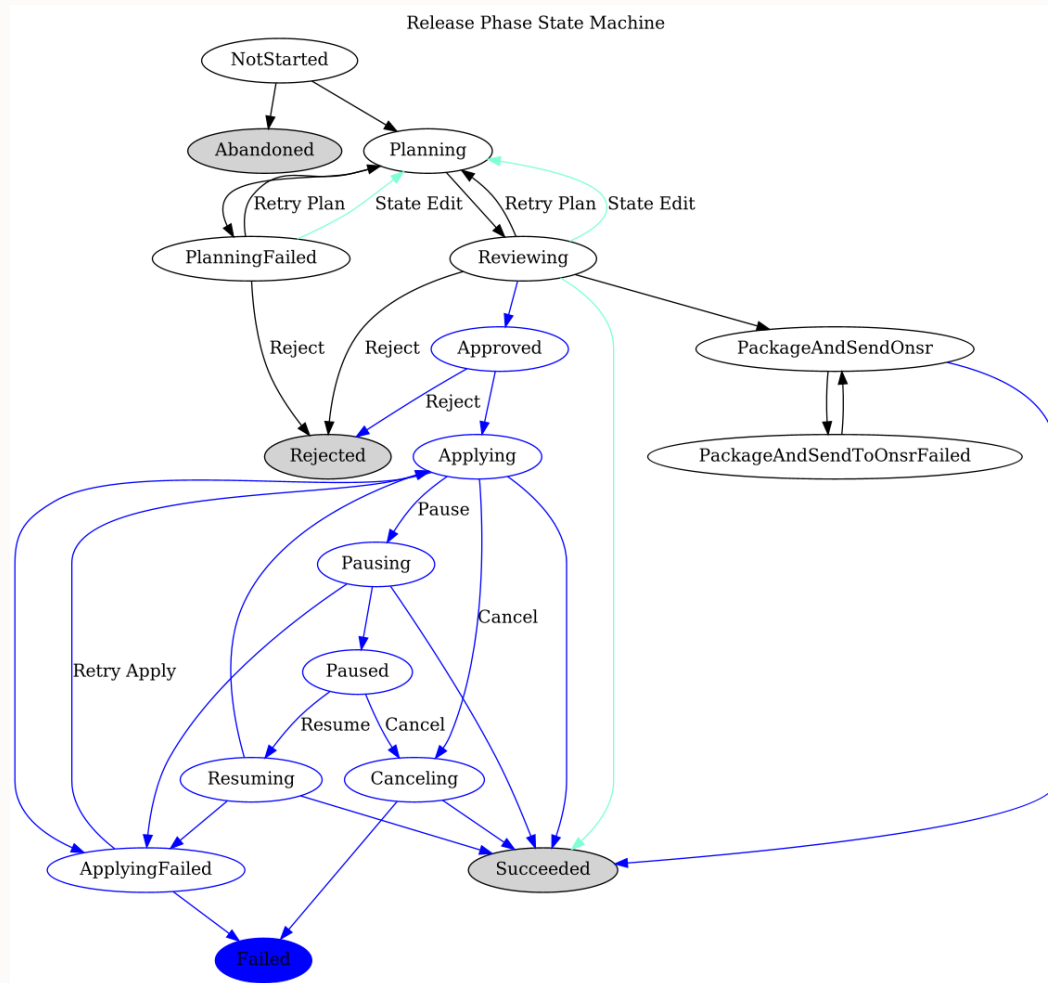 Release Phase State Machine
NotStarted
Abandoned
Planning
Retry Plan
State Edit
Retry Plan
State Edit
PlanningFailed
Reviewing
Reject
Reject
Approved
PackageAndSendOnsr
Reject
Rejected
Applying
PackageAndSendToOnsrFailed
Pause
Pausing
Cancel
Retry Apply
Paused
Resume
Cancel
Resuming
Canceling
ApplyingFailed
Succeeded
Failed